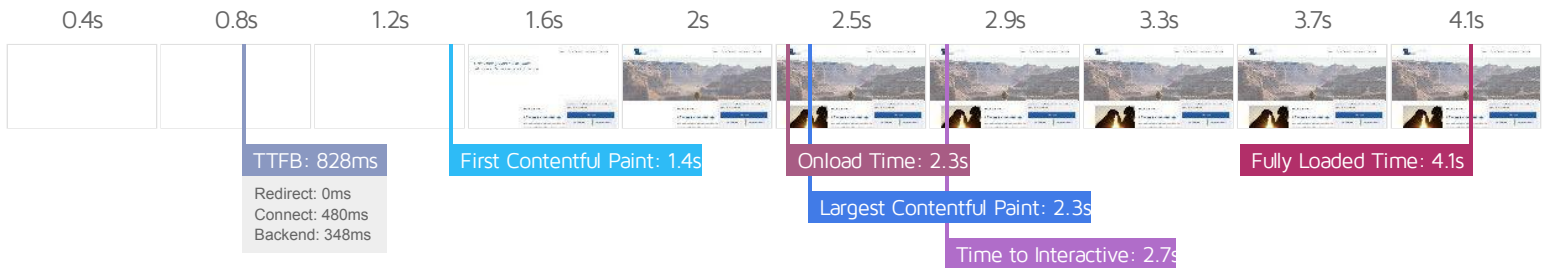 0.4s 0.8s 1.2s 1.6s 2s 2.5s 2.9s 3.3s 3.7s 4.1s
TTFB: 828ms
First Contentful Paint: 1.4s
Onload Time: 2.3s
Fully Loaded Time: 4.1s
Redirect: 0ms
Connect: 480ms
Backend: 348ms
Largest Contentful Paint: 2.3s
Time to Interactive: 2.7s